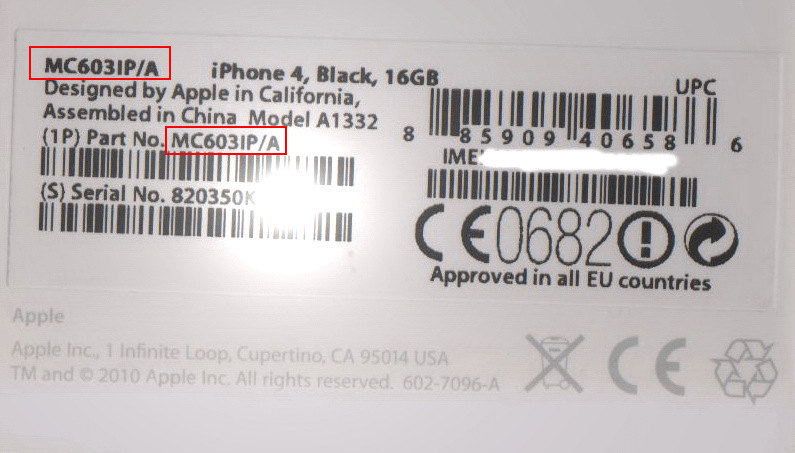 MC603IP/A iPhone 4, Black, 16GB
Designed by Apple in California,
Assembled in China Model A1332
(1P) Part No. MC603IP/A
(S) Serial No. 820350K
UPC
8 85909 40658 6
IMEI
CE0682
Approved in all EU countries
Apple
Apple Inc., 1 Infinite Loop, Cupertino, CA 95014 USA
TM and © 2010 Apple Inc. All rights reserved. 602-7096-A
CE